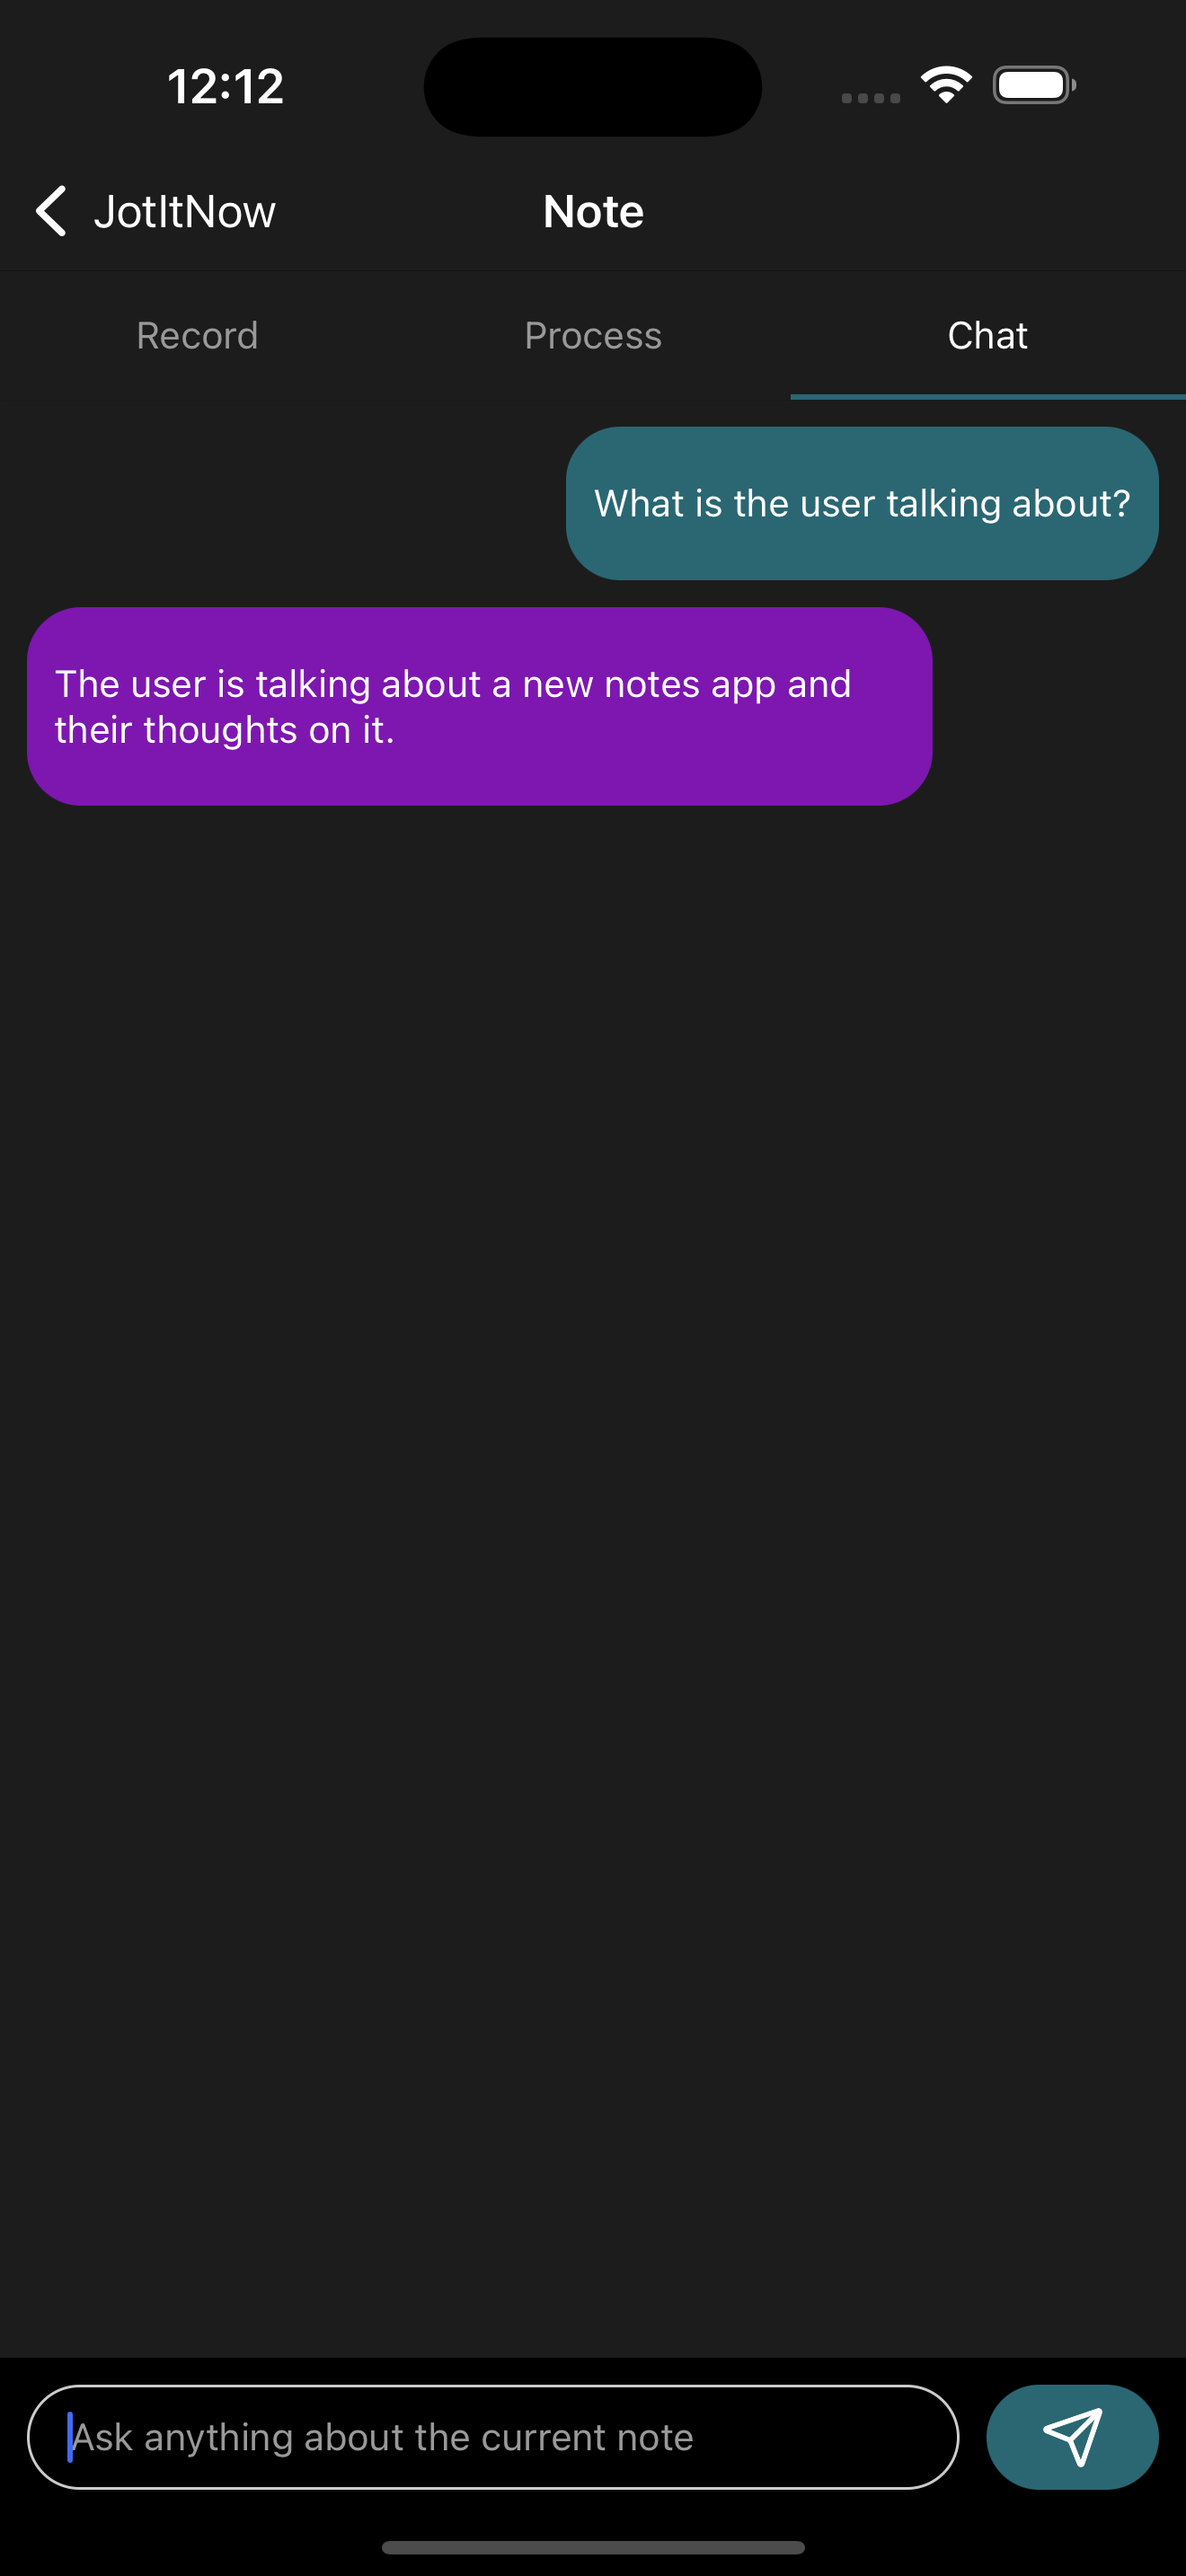 12:12
JotItNow
Note
Record
Process
Chat
What is the user talking about?
The user is talking about a new notes app and
their thoughts on it.
Ask anything about the current note